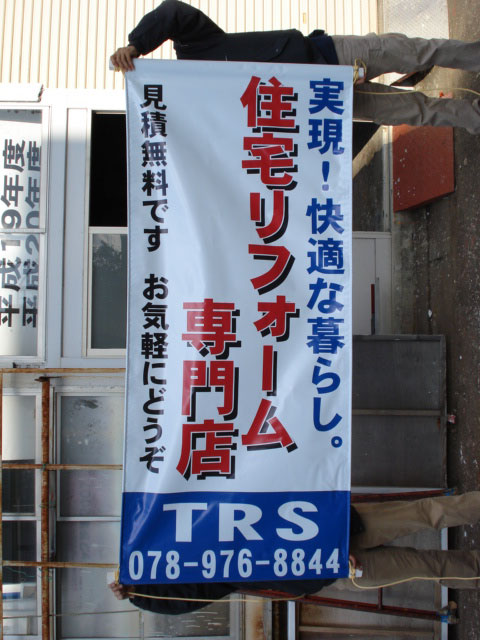 実現！快適な暮らし。
住宅リフォーム
専門店
見積無料です お気軽にどうぞ
TRS
078-976-8844
平成19年度
平成20年度